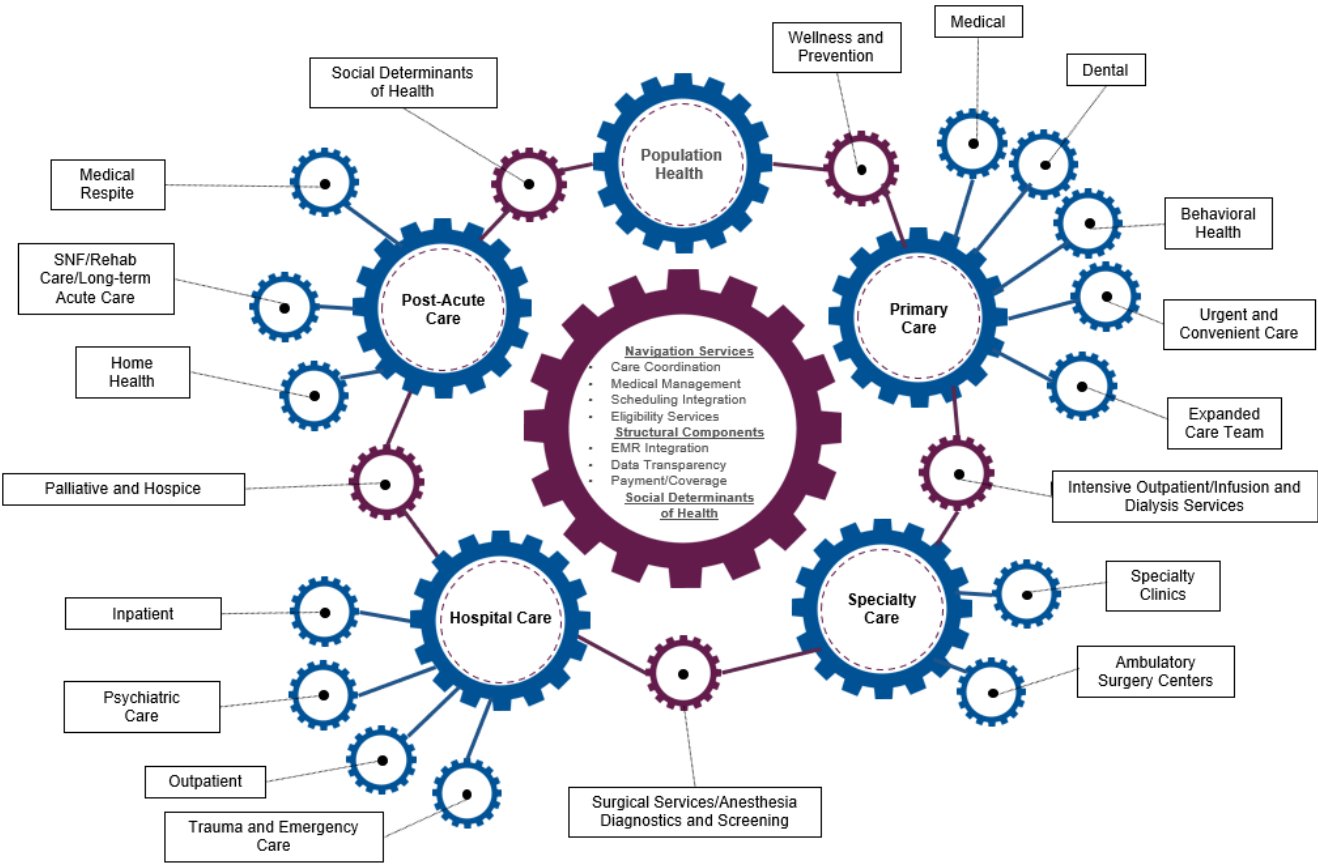 Medical
Wellness and
Prevention
Dental
Social Determinants
of Health
Population
Health
Medical
Respite
Behavioral
Health
SNF/Rehab
Care/Long-term
Acute Care
Post-Acute
Care
Primary
Care
Urgent and
Convenient Care
Home
Health
Expanded
Care Team
Navigation Services
• Care Coordination
• Medical Management
• Scheduling Integration
• Eligibility Services
Structural Components
• EMR Integration
• Data Transparency
• Payment/Coverage
Social Determinants
of Health
Palliative and Hospice
Intensive Outpatient/Infusion and
Dialysis Services
Inpatient
Hospital Care
Specialty
Care
Specialty
Clinics
Psychiatric
Care
Ambulatory
Surgery Centers
Outpatient
Trauma and Emergency
Care
Surgical Services/Anesthesia
Diagnostics and Screening